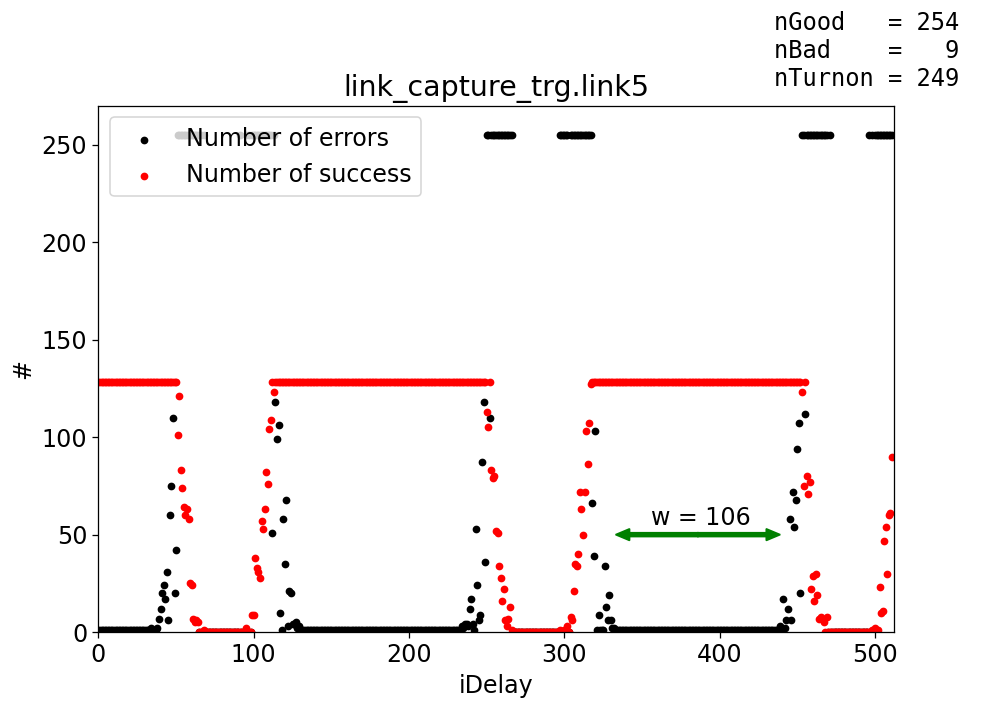 nGood   = 254
nBad    =   9
nTurnon = 249
link_capture_trg.link5
Number of errors
Number of success
250
200
150
100
50
0
#
w = 106
0 100 200 300 400 500
iDelay